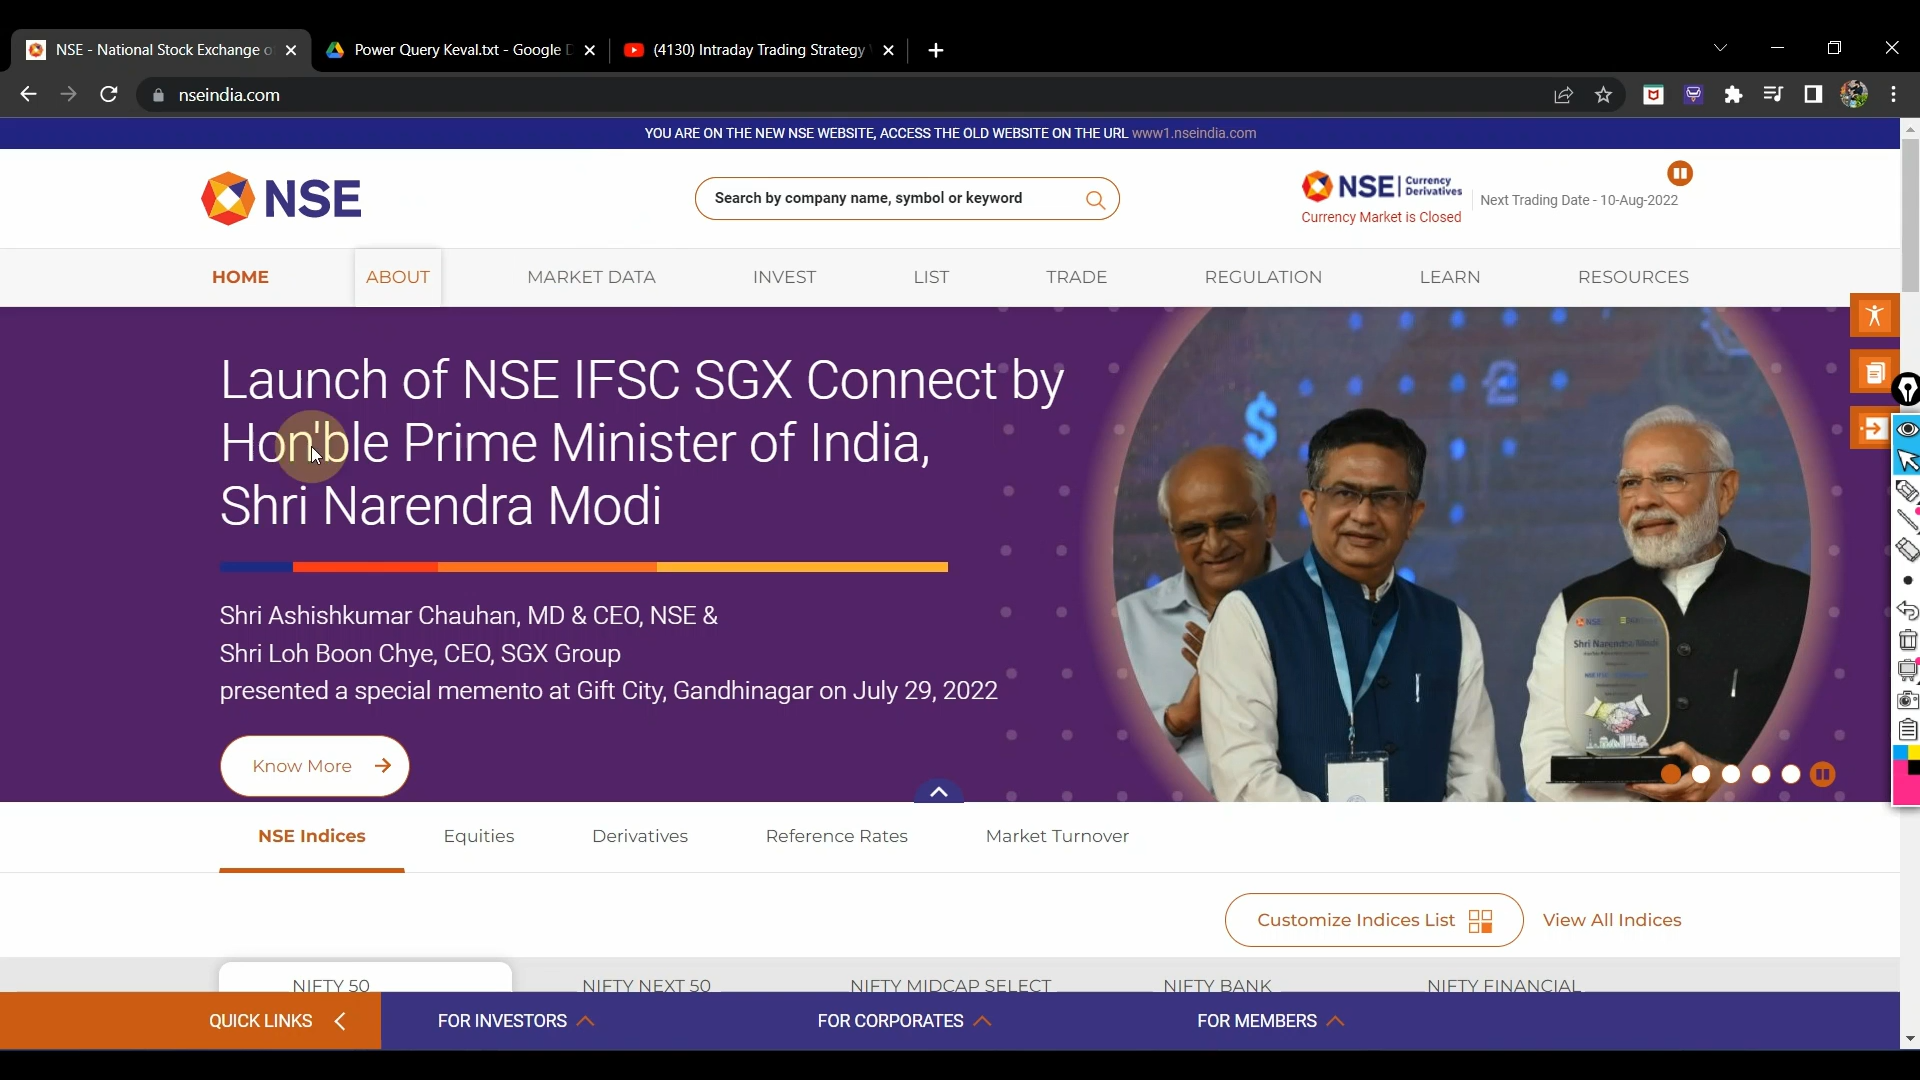 NSE - National Stock Exchange o
Power Query Keval.txt - Google D
(4130) Intraday Trading Strategy
nseindia.com
YOU ARE ON THE NEW NSE WEBSITE, ACCESS THE OLD WEBSITE ON THE URL www1.nseindia.com
NSE
Search by company name, symbol or keyword
NSE Currency Derivatives
Currency Market is Closed
Next Trading Date - 10-Aug-2022
HOME ABOUT MARKET DATA INVEST LIST TRADE REGULATION LEARN RESOURCES
Launch of NSE IFSC SGX Connect by
Hon'ble Prime Minister of India,
Shri Narendra Modi
Shri Ashishkumar Chauhan, MD & CEO, NSE &
Shri Loh Boon Chye, CEO, SGX Group
presented a special memento at Gift City, Gandhinagar on July 29, 2022
Shri Narendra Modi
Know More
NSE Indices Equities Derivatives Reference Rates Market Turnover
Customize Indices List View All Indices
NIFTY 50 NIFTY NEXT 50 NIFTY MIDCAP SELECT NIFTY BANK NIFTY FINANCIAL
QUICK LINKS FOR INVESTORS FOR CORPORATES FOR MEMBERS